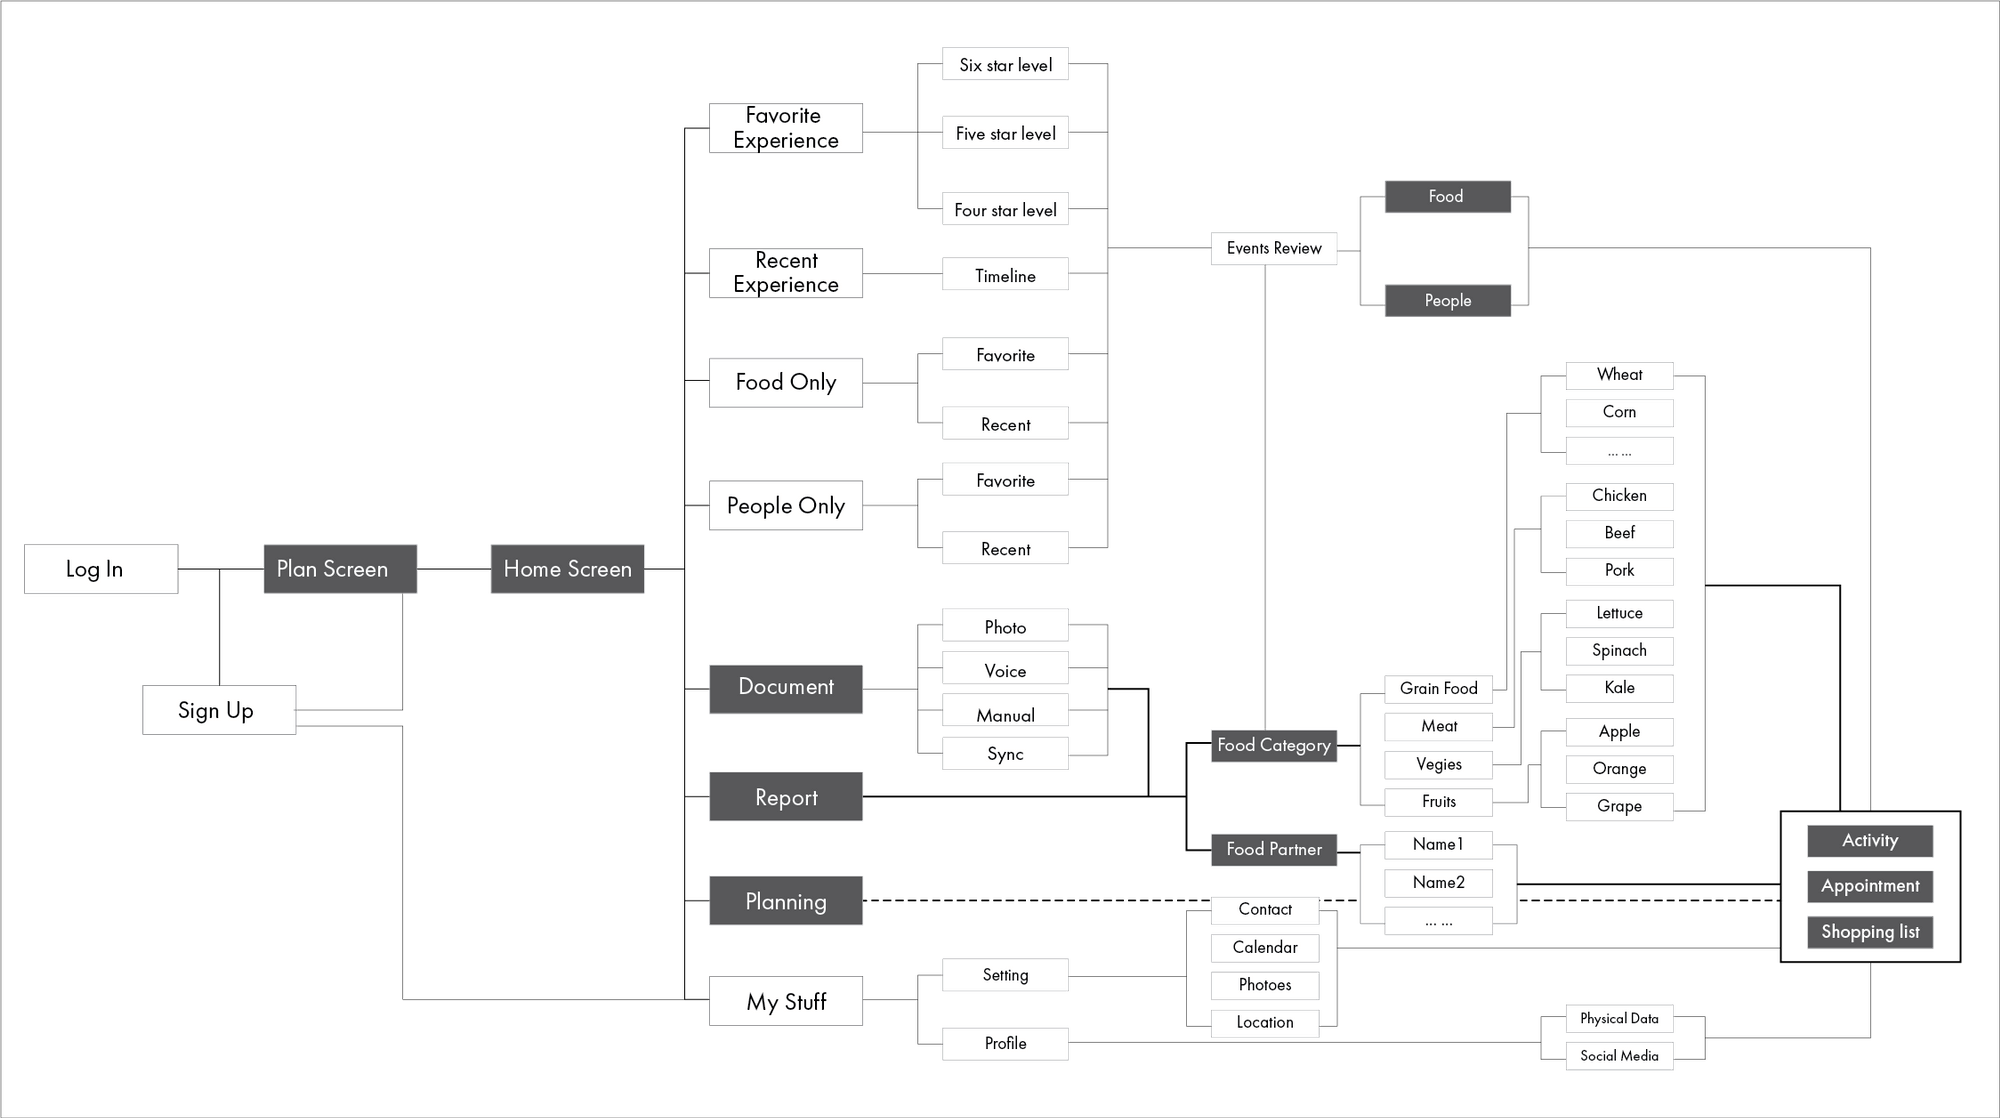 Log In
Sign Up
Plan Screen
Home Screen
Favorite
Experience
Recent
Experience
Food Only
People Only
Document
Report
Planning
My Stuff
Six star level
Five star level
Four star level
Timeline
Favorite
Recent
Favorite
Recent
Photo
Voice
Manual
Sync
Setting
Profile
Events Review
Food Category
Food Partner
Contact
Calendar
Photoes
Location
Food
People
Grain Food
Meat
Vegies
Fruits
Name1
Name2
... ...
Wheat
Corn
... ...
Chicken
Beef
Pork
Lettuce
Spinach
Kale
Apple
Orange
Grape
Physical Data
Social Media
Activity
Appointment
Shopping list